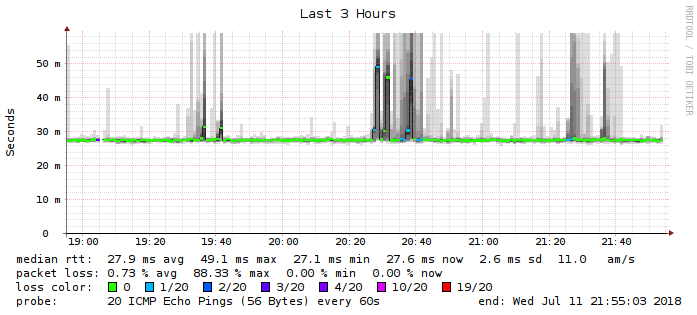 Last 3 Hours
RRDTOOL / TOBI OETIKER
Seconds
50 m
40 m
30 m
20 m
10 m
0
19:00 19:20 19:40 20:00 20:20 20:40 21:00 21:20 21:40
median rtt: 27.9 ms avg 49.1 ms max 27.1 ms min 27.6 ms now 2.6 ms sd 11.0 am/s
packet loss: 0.73 % avg 88.33 % max 0.00 % min 0.00 % now
loss color: 0 1/20 2/20 3/20 4/20 10/20 19/20
probe: 20 ICMP Echo Pings (56 Bytes) every 60s end: Wed Jul 11 21:55:03 2018